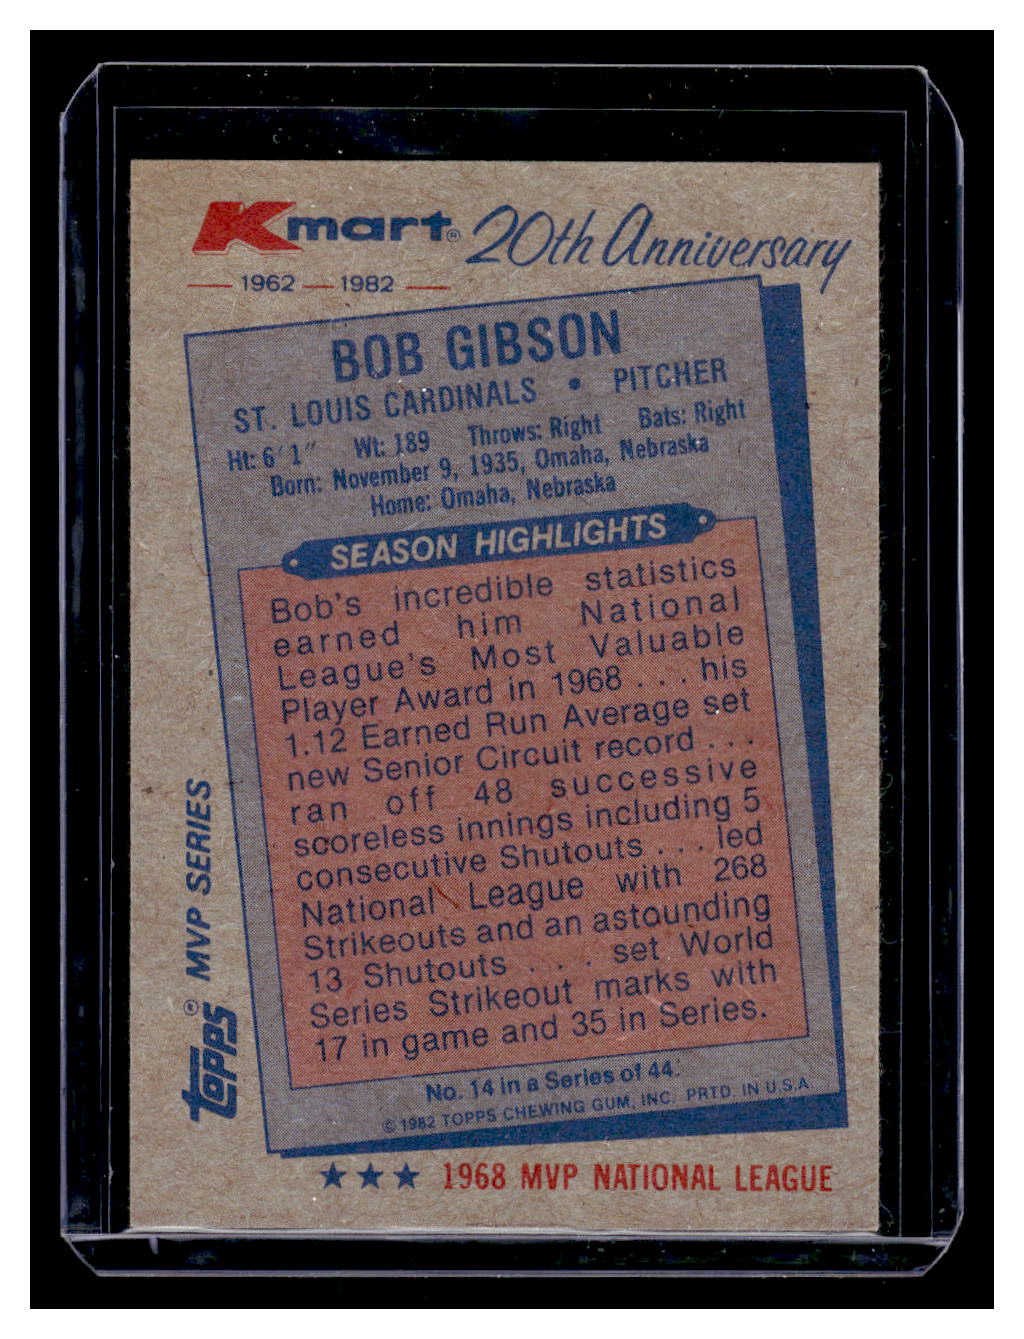 Kmart® 20th Anniversary
1962 — 1982
BOB GIBSON
ST. LOUIS CARDINALS • PITCHER
Ht: 6'1" Wt: 189 Throws: Right Bats: Right
Born: November 9, 1935, Omaha, Nebraska
Home: Omaha, Nebraska
SEASON HIGHLIGHTS
Bob's incredible statistics
earned him National
League's Most Valuable
Player Award in 1968 . . . his
1.12 Earned Run Average set
new Senior Circuit record . . .
ran off 48 successive
scoreless innings including 5
consecutive Shutouts . . . led
National League with 268
Strikeouts and an astounding
13 Shutouts . . . set World
Series Strikeout marks with
17 in game and 35 in Series.
No. 14 in a Series of 44.
©1982 TOPPS CHEWING GUM, INC. PRTD. IN U.S.A.
topps® MVP SERIES
★★★ 1968 MVP NATIONAL LEAGUE